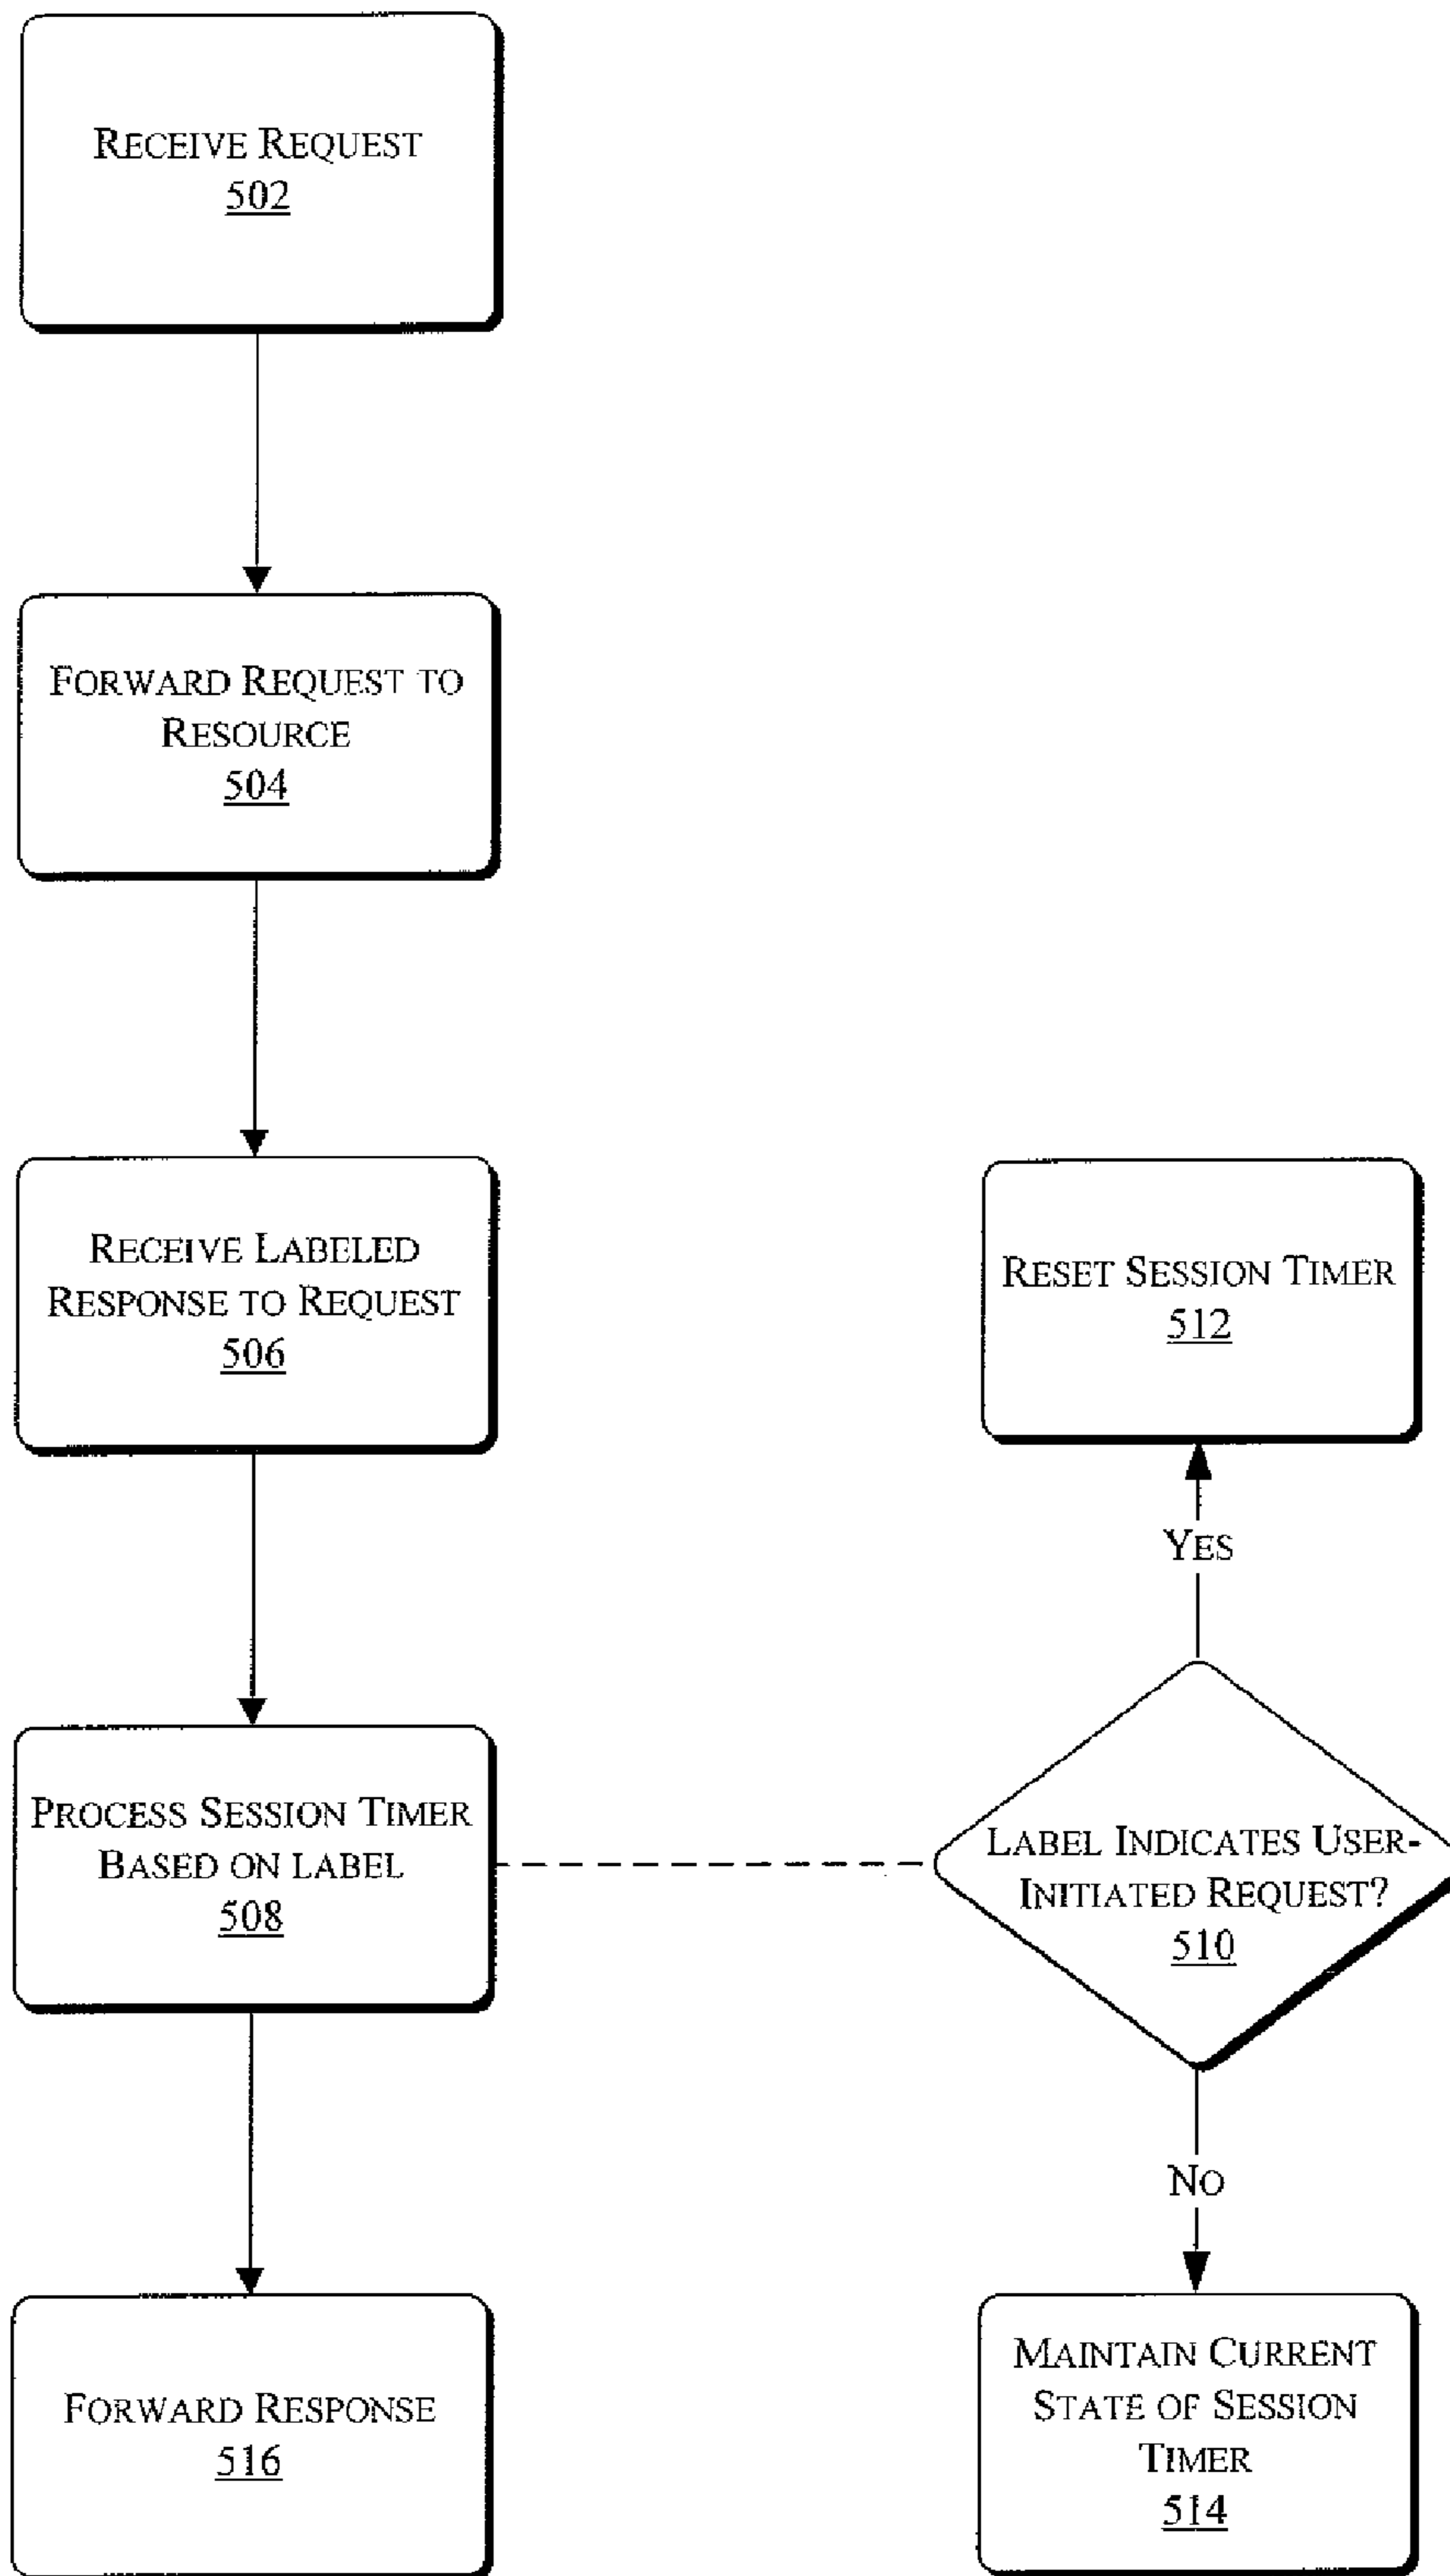 RECEIVE REQUEST
502
FORWARD REQUEST TO
RESOURCE
504
RECEIVE LABELED
RESPONSE TO REQUEST
506
RESET SESSION TIMER
512
YES
PROCESS SESSION TIMER
BASED ON LABEL
508
LABEL INDICATES USER-
INITIATED REQUEST?
510
NO
FORWARD RESPONSE
516
MAINTAIN CURRENT
STATE OF SESSION
TIMER
514